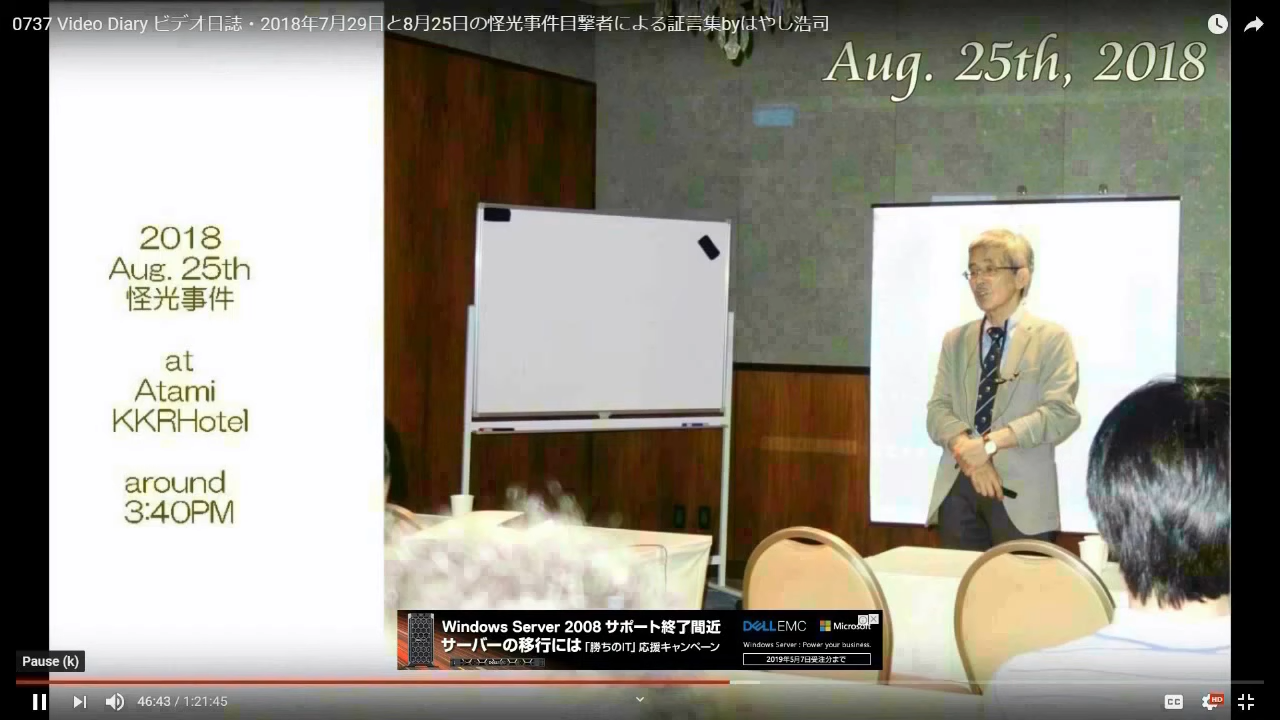 0737 Video Diary ビデオ日誌・2018年7月29日と8月25日の怪光事件目撃者による証言集byはやし浩司
Aug. 25th, 2018
2018
Aug. 25th
怪光事件
at
Atami
KKRHotel
around
3:40PM
Windows Server 2008 サポート終了間近
サーバーの移行には「勝ちのIT」応援キャンペーン
DELLEMC
Microsoft
Windows Server : Power your business.
2019年5月7日受注分まで
Pause (k)
46:43 / 1:21:45
CC
HD